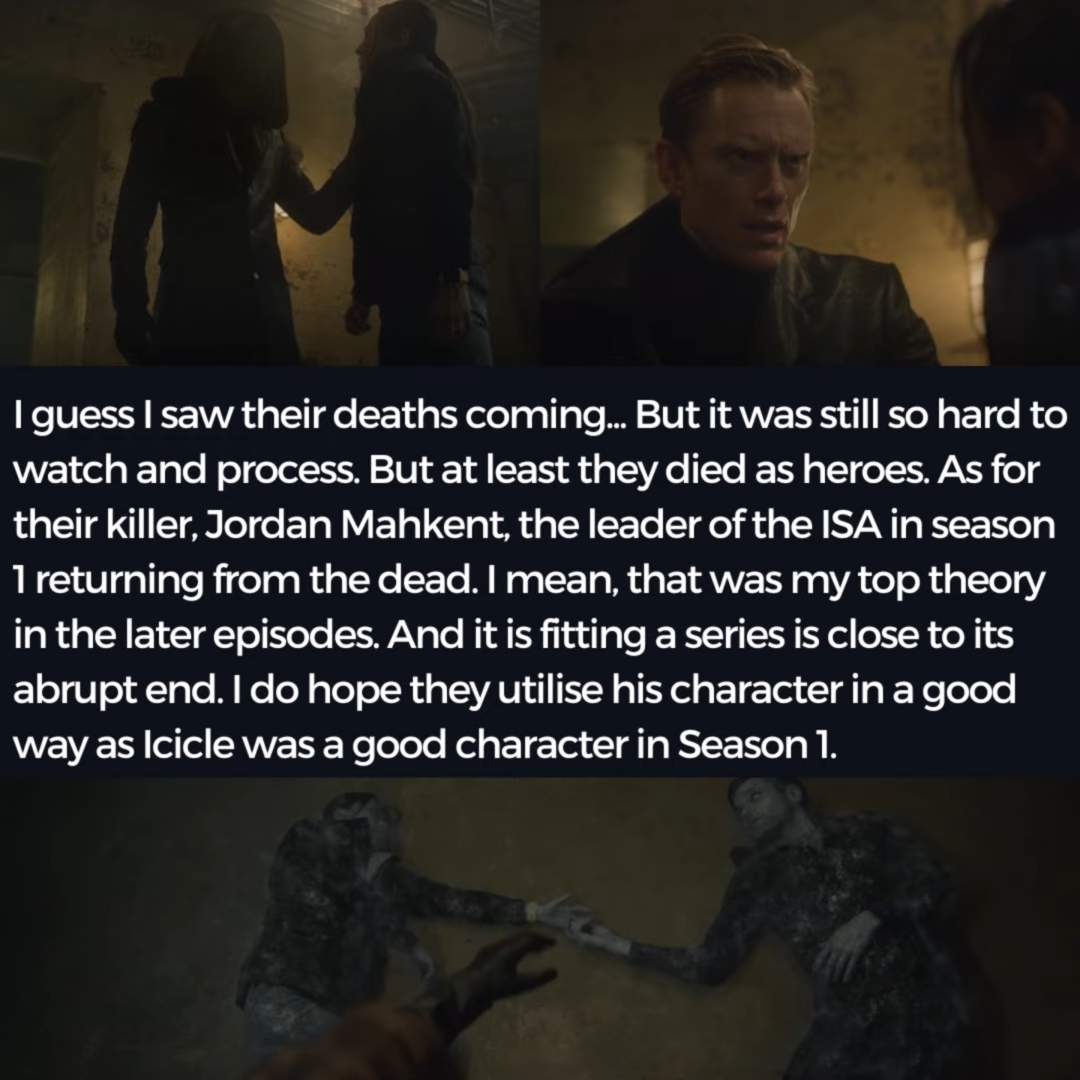 I guess I saw their deaths coming... But it was still so hard to
watch and process. But at least they died as heroes. As for
their killer, Jordan Mahkent, the leader of the ISA in season
1 returning from the dead. I mean, that was my top theory
in the later episodes. And it is fitting a series is close to its
abrupt end. I do hope they utilise his character in a good
way as Icicle was a good character in Season 1.